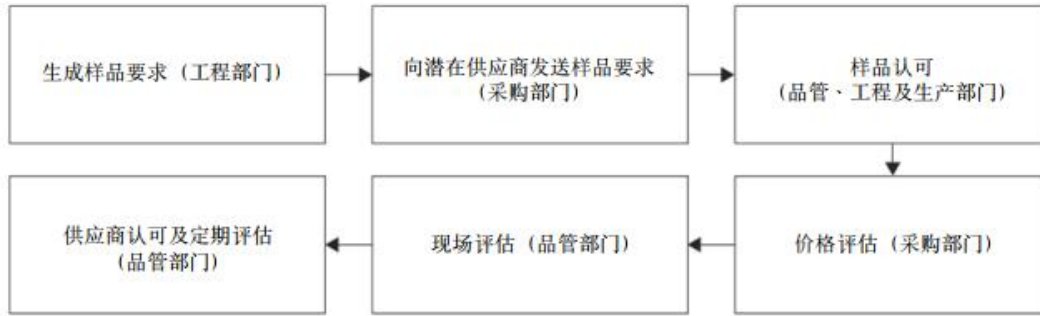 生成样品要求（工程部门）
向潜在供应商发送样品要求
（采购部门）
样品认可
（品管、工程及生产部门）
价格评估（采购部门）
现场评估（品管部门）
供应商认可及定期评估
（品管部门）